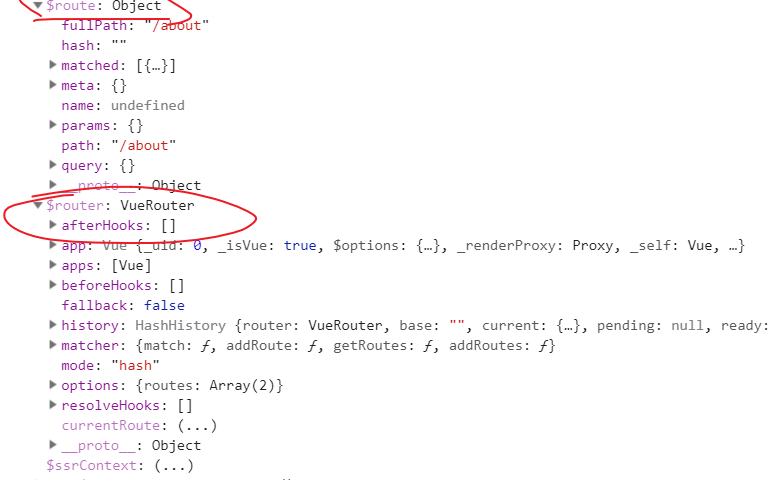 $route: Object
fullPath: "/about"
hash: ""
matched: [{…}]
meta: {}
name: undefined
params: {}
path: "/about"
query: {}
__proto__: Object
$router: VueRouter
afterHooks: []
app: Vue {_uid: 0, _isVue: true, $options: {…}, _renderProxy: Proxy, _self: Vue, …}
apps: [Vue]
beforeHooks: []
fallback: false
history: HashHistory {router: VueRouter, base: "", current: {…}, pending: null, ready:
matcher: {match: ƒ, addRoute: ƒ, getRoutes: ƒ, addRoutes: ƒ}
mode: "hash"
options: {routes: Array(2)}
resolveHooks: []
currentRoute: (...)
__proto__: Object
$ssrContext: (...)